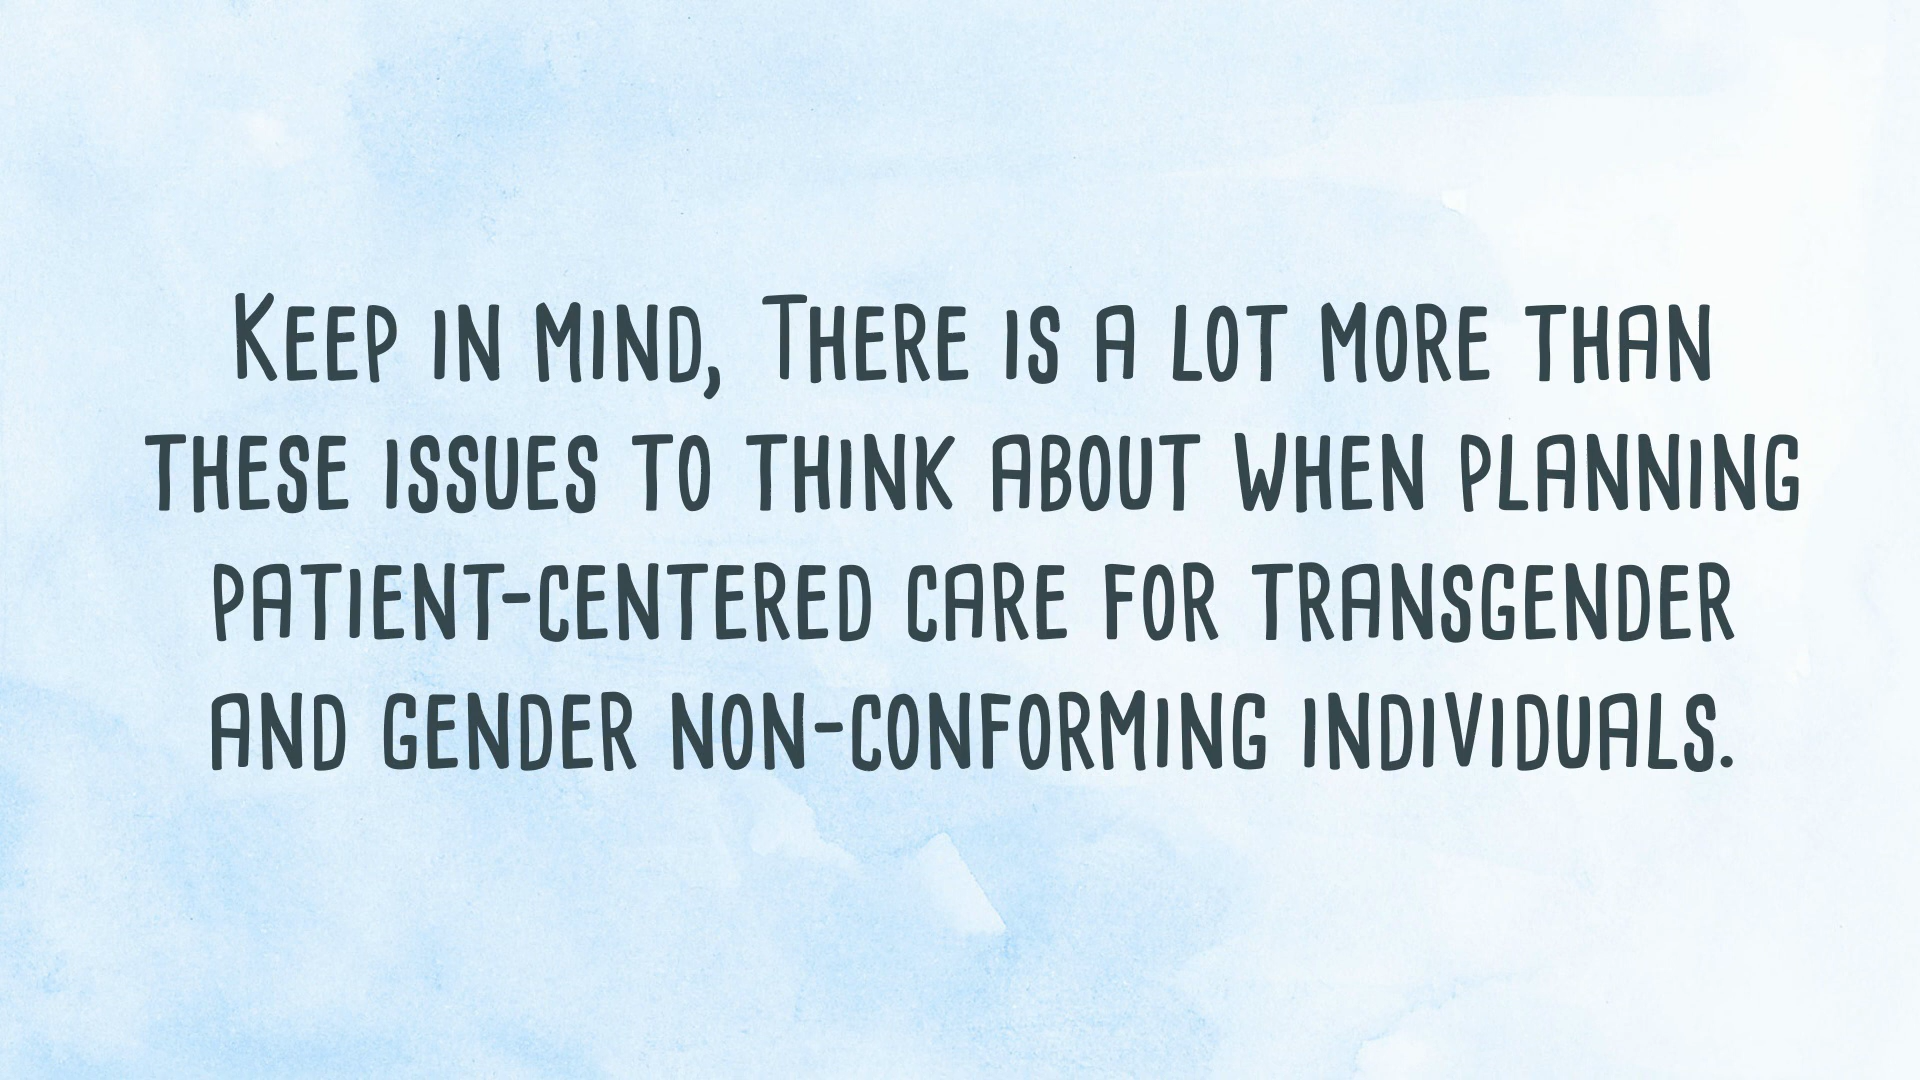 Keep in mind, There is a lot more than
these issues to think about when planning
patient-centered care for transgender
and gender non-conforming individuals.